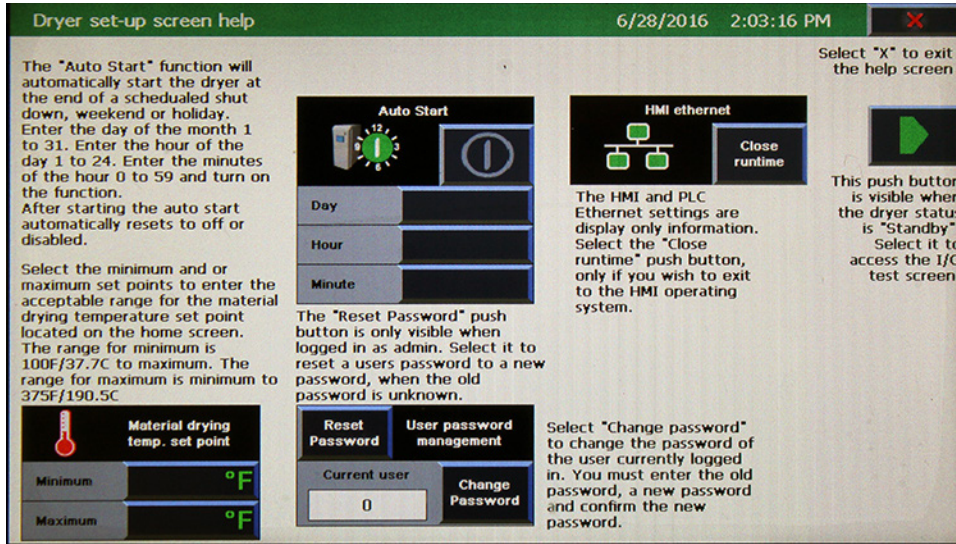 Dryer set-up screen help
6/28/2016 2:03:16 PM
Select "X" to exit
the help screen
The "Auto Start" function will
automatically start the dryer at
the end of a schedualed shut
down, weekend or holiday.
Enter the day of the month 1
to 31. Enter the hour of the
day 1 to 24. Enter the minutes
of the hour 0 to 59 and turn on
the function.
After starting the auto start
automatically resets to off or
disabled.
Select the minimum and or
maximum set points to enter the
acceptable range for the material
drying temperature set point
located on the home screen.
The range for minimum is
100F/37.7C to maximum. The
range for maximum is minimum to
375F/190.5C
Material drying
temp. set point
Minimum °F
Maximum °F
Auto Start
12
3
6
9
Day
Hour
Minute
The "Reset Password" push
button is only visible when
logged in as admin. Select it to
reset a users password to a new
password, when the old
password is unknown.
Reset
Password
User password
management
Current user
0
Change
Password
HMI ethernet
Close
runtime
The HMI and PLC
Ethernet settings are
display only information.
Select the "Close
runtime" push button,
only if you wish to exit
to the HMI operating
system.
Select "Change password"
to change the password of
the user currently logged
in. You must enter the old
password, a new password
and confirm the new
password.
This push button
is visible when
the dryer status
is "Standby"
Select it to
access the I/O
test screen